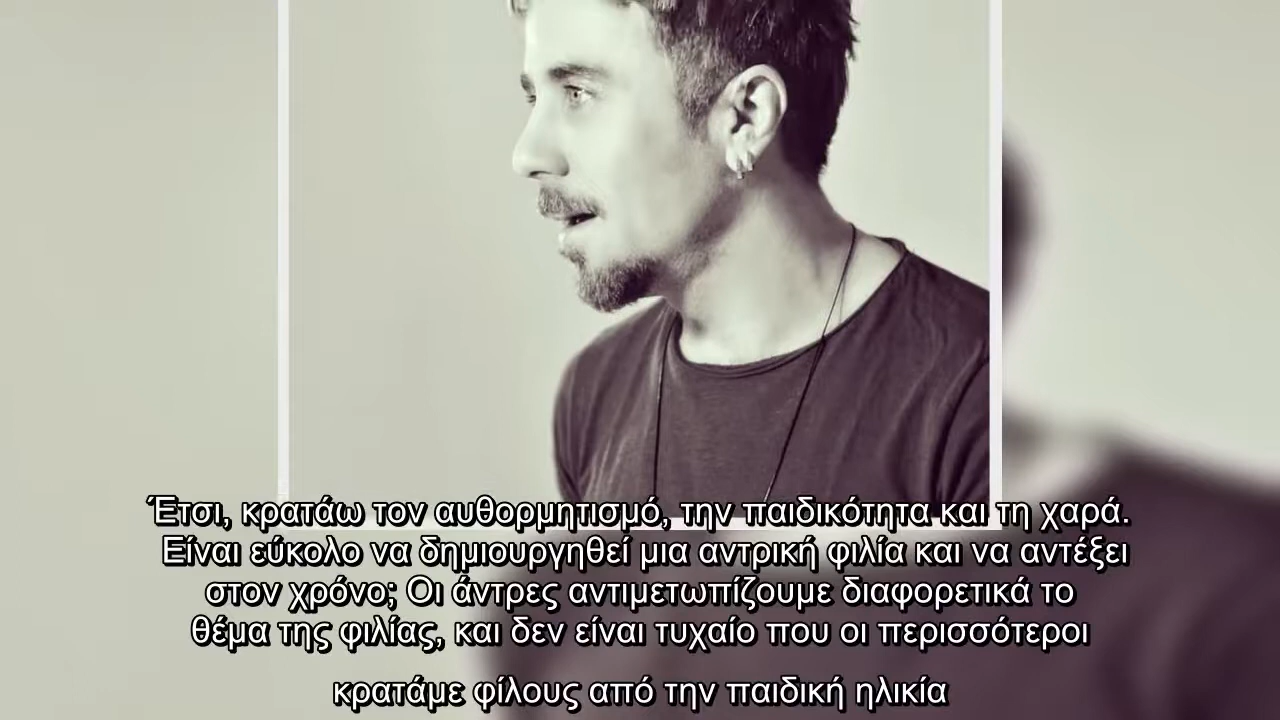 Έτσι, κρατάω τον αυθορμητισμό, την παιδικότητα και τη χαρά.
Είναι εύκολο να δημιουργηθεί μια αντρική φιλία και να αντέξει
στον χρόνο; Οι άντρες αντιμετωπίζουμε διαφορετικά το
θέμα της φιλίας, και δεν είναι τυχαίο που οι περισσότεροι
κρατάμε φίλους από την παιδική ηλικία